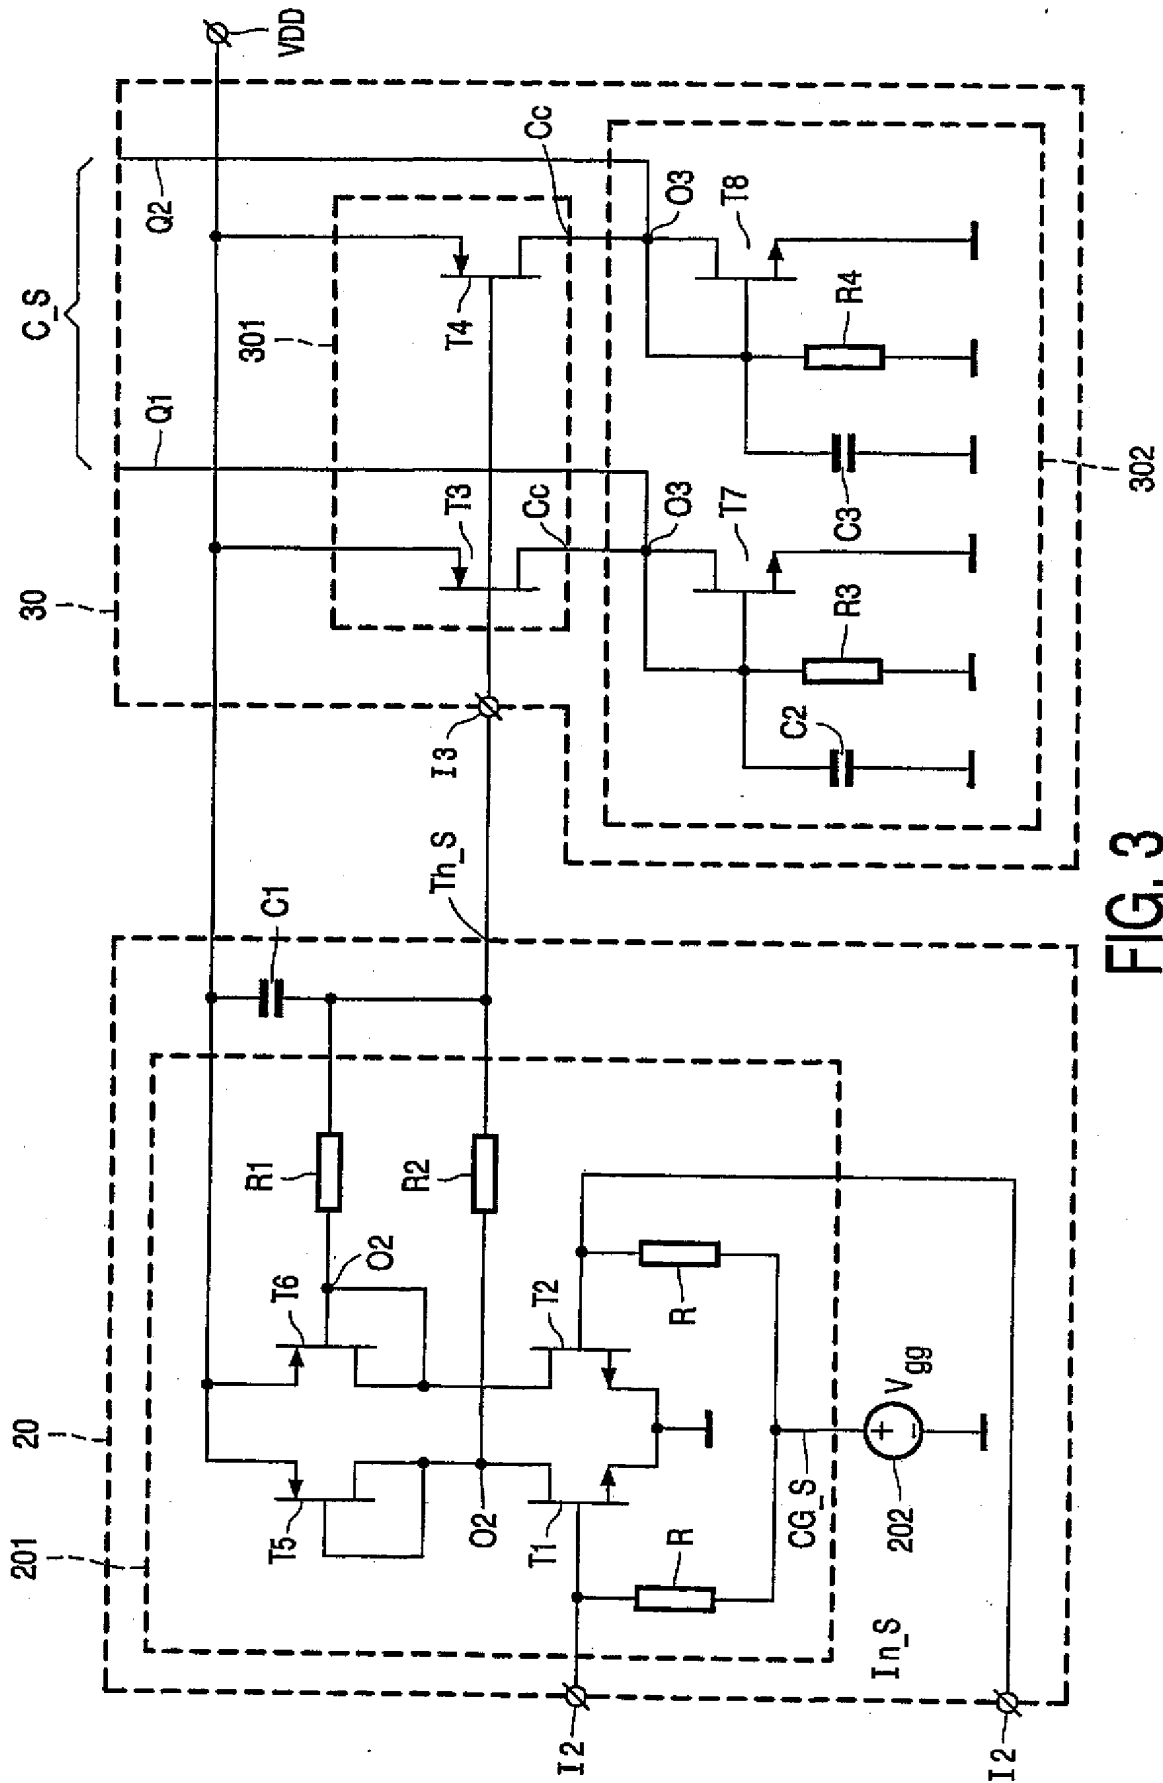 C_S
Q1
Q2
VDD
30
301
T3
T4
Cc
Cc
I3
Th_S
O3
O3
T7
T8
C2
R3
C3
R4
302
20
201
C1
R1
R2
T5
T6
O2
O2
T1
T2
R
R
CG_S
Vgg
+
-
202
In_S
I2
I2
FIG. 3